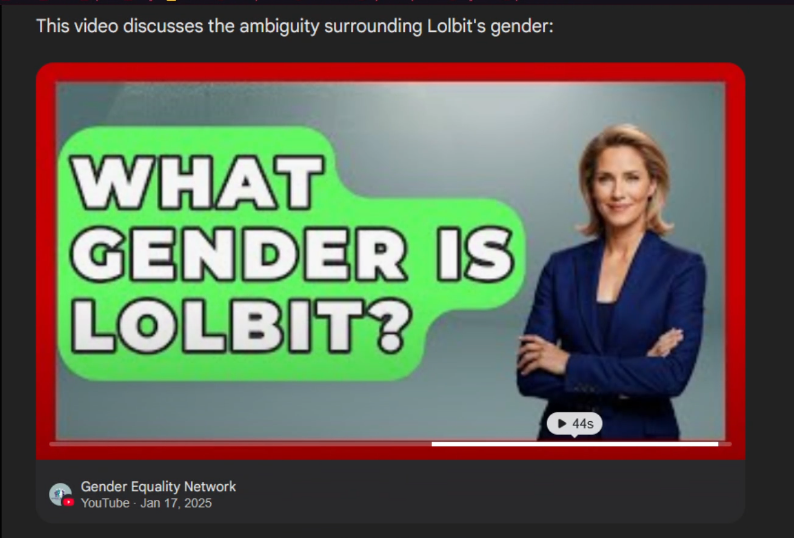 This video discusses the ambiguity surrounding Lolbit's gender:
WHAT
GENDER IS
LOLBIT?
44s
Gender Equality Network
YouTube · Jan 17, 2025